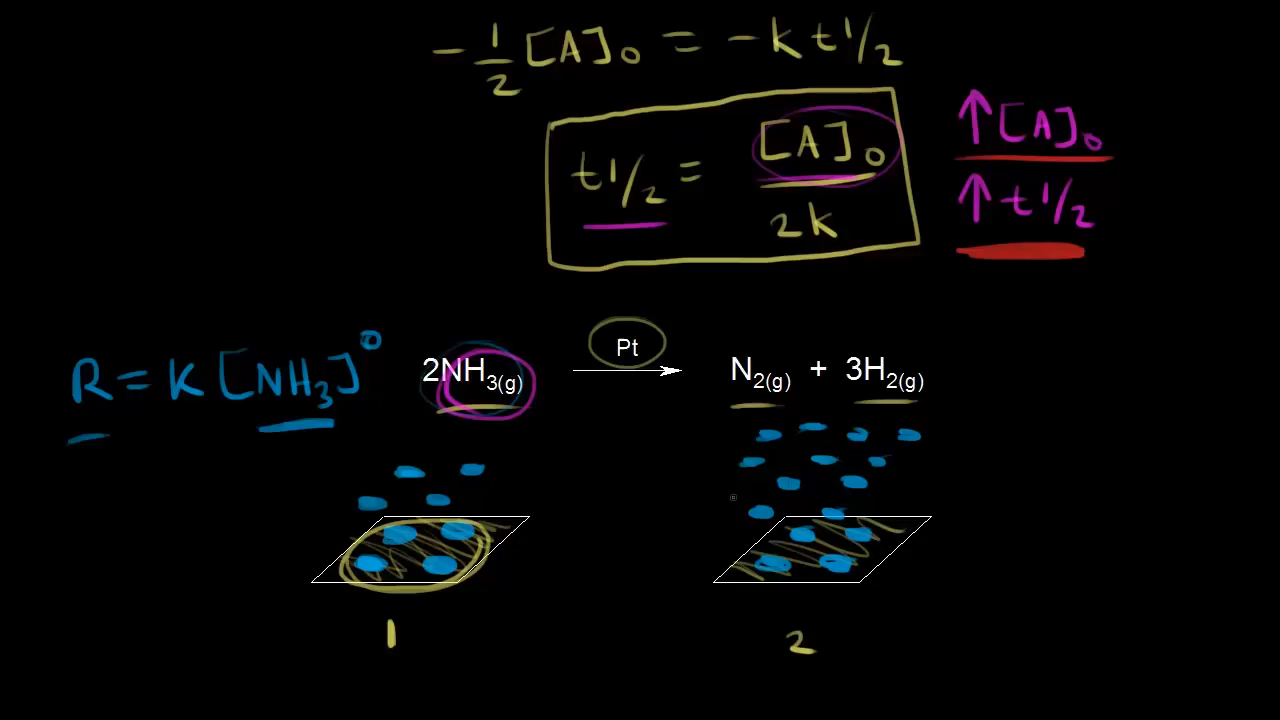 -1/2 [A]₀ = -k t1/2
t1/2 = [A]₀ / 2k
↑[A]₀
↑t1/2
R = K[NH₃]⁰ 2NH₃(g) Pt → N₂(g) + 3H₂(g)
1 2